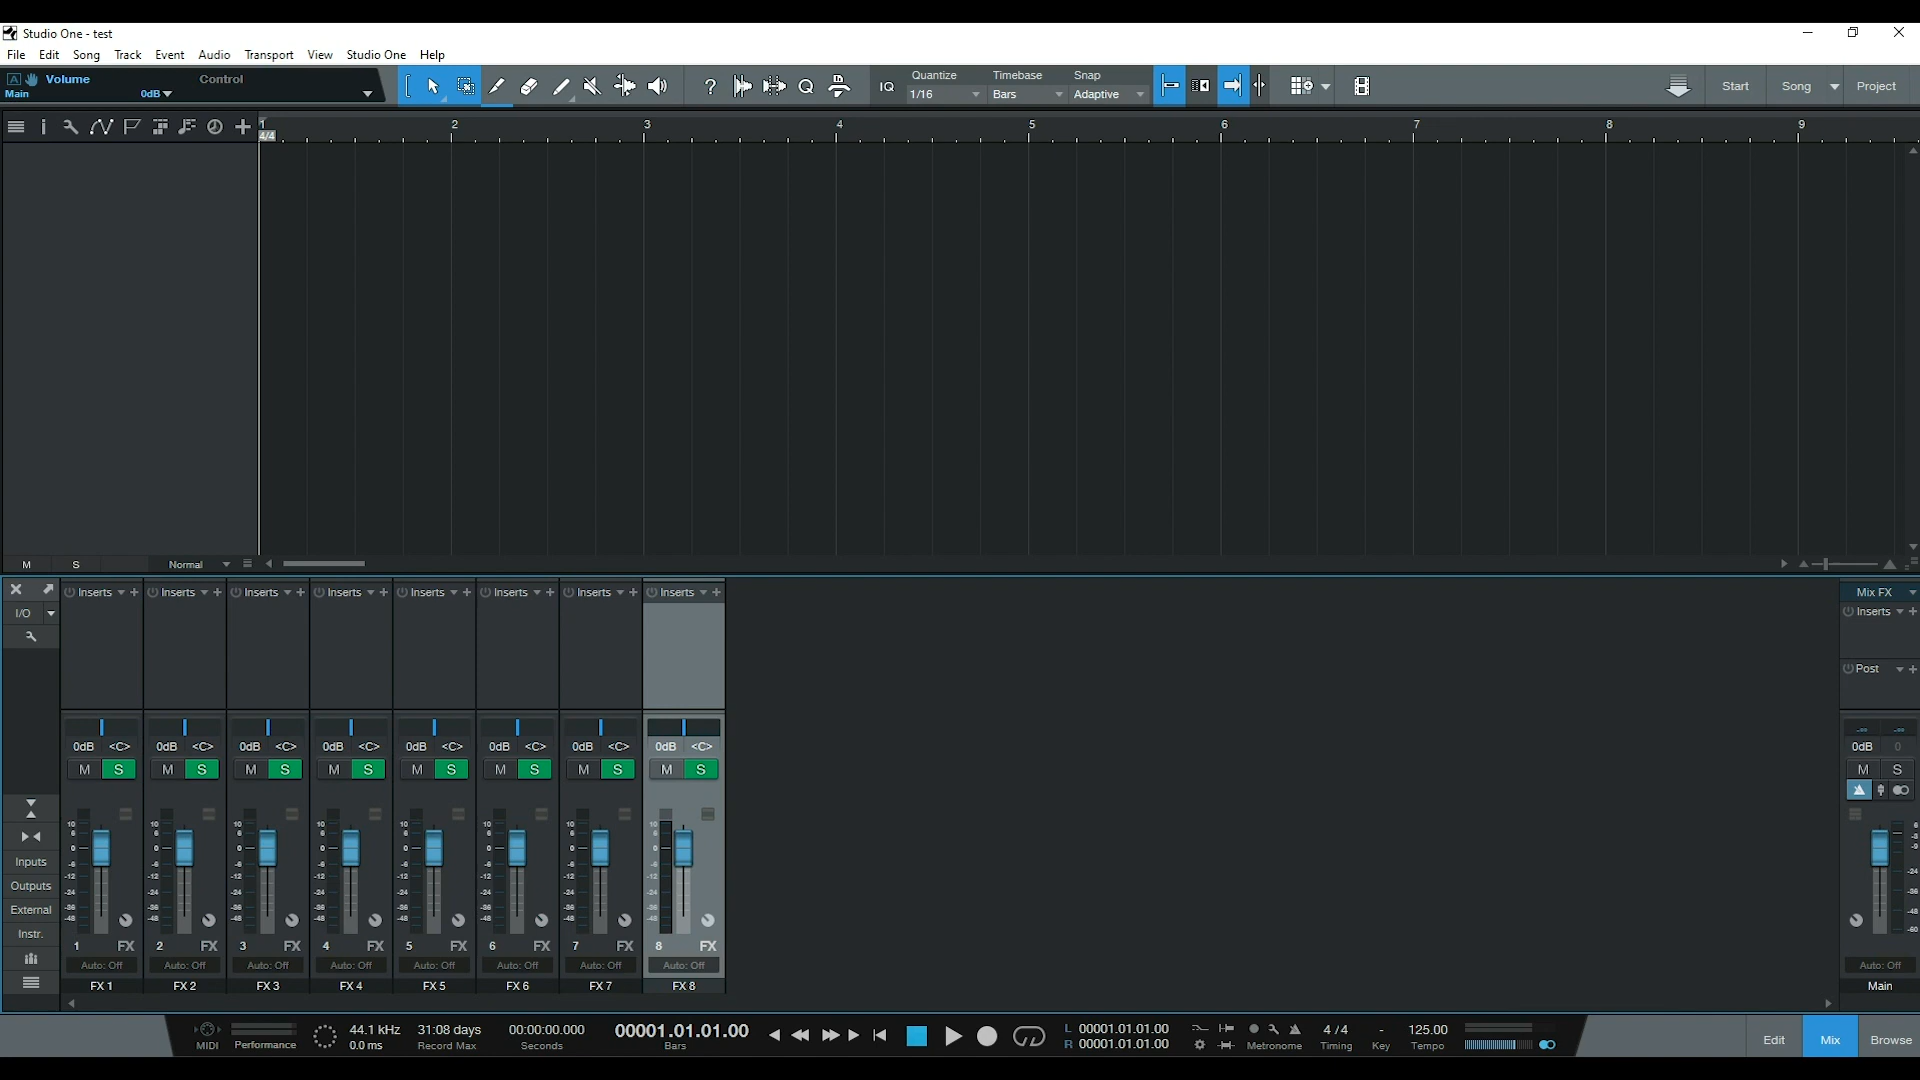 Studio One - test
File Edit Song Track Event Audio Transport View Studio One Help
A Volume Control
Main 0dB
? Q IQ Quantize Timebase Snap
1/16 Bars Adaptive
Start Song Project
1 2 3 4 5 6 7 8 9
4/4
M S Normal
Inserts Inserts Inserts Inserts Inserts Inserts Inserts Inserts Mix FX
I/O Inserts
Post
0dB <C> 0dB <C> 0dB <C> 0dB <C> 0dB <C> 0dB <C> 0dB <C> 0dB <C> 0dB 0
M S M S M S M S M S M S M S M S M S
Inputs
Outputs
External
Instr.
1 FX 2 FX 3 FX 4 FX 5 FX 6 FX 7 FX 8 FX
Auto: Off Auto: Off Auto: Off Auto: Off Auto: Off Auto: Off Auto: Off Auto: Off Auto: Off
FX 1 FX 2 FX 3 FX 4 FX 5 FX 6 FX 7 FX 8 Main
44.1 kHz 31:08 days 00:00:00.000 00001.01.01.00 L 00001.01.01.00 4 / 4 - 125.00
MIDI Performance 0.0 ms Record Max Seconds Bars R 00001.01.01.00 Metronome Timing Key Tempo
Edit Mix Browse